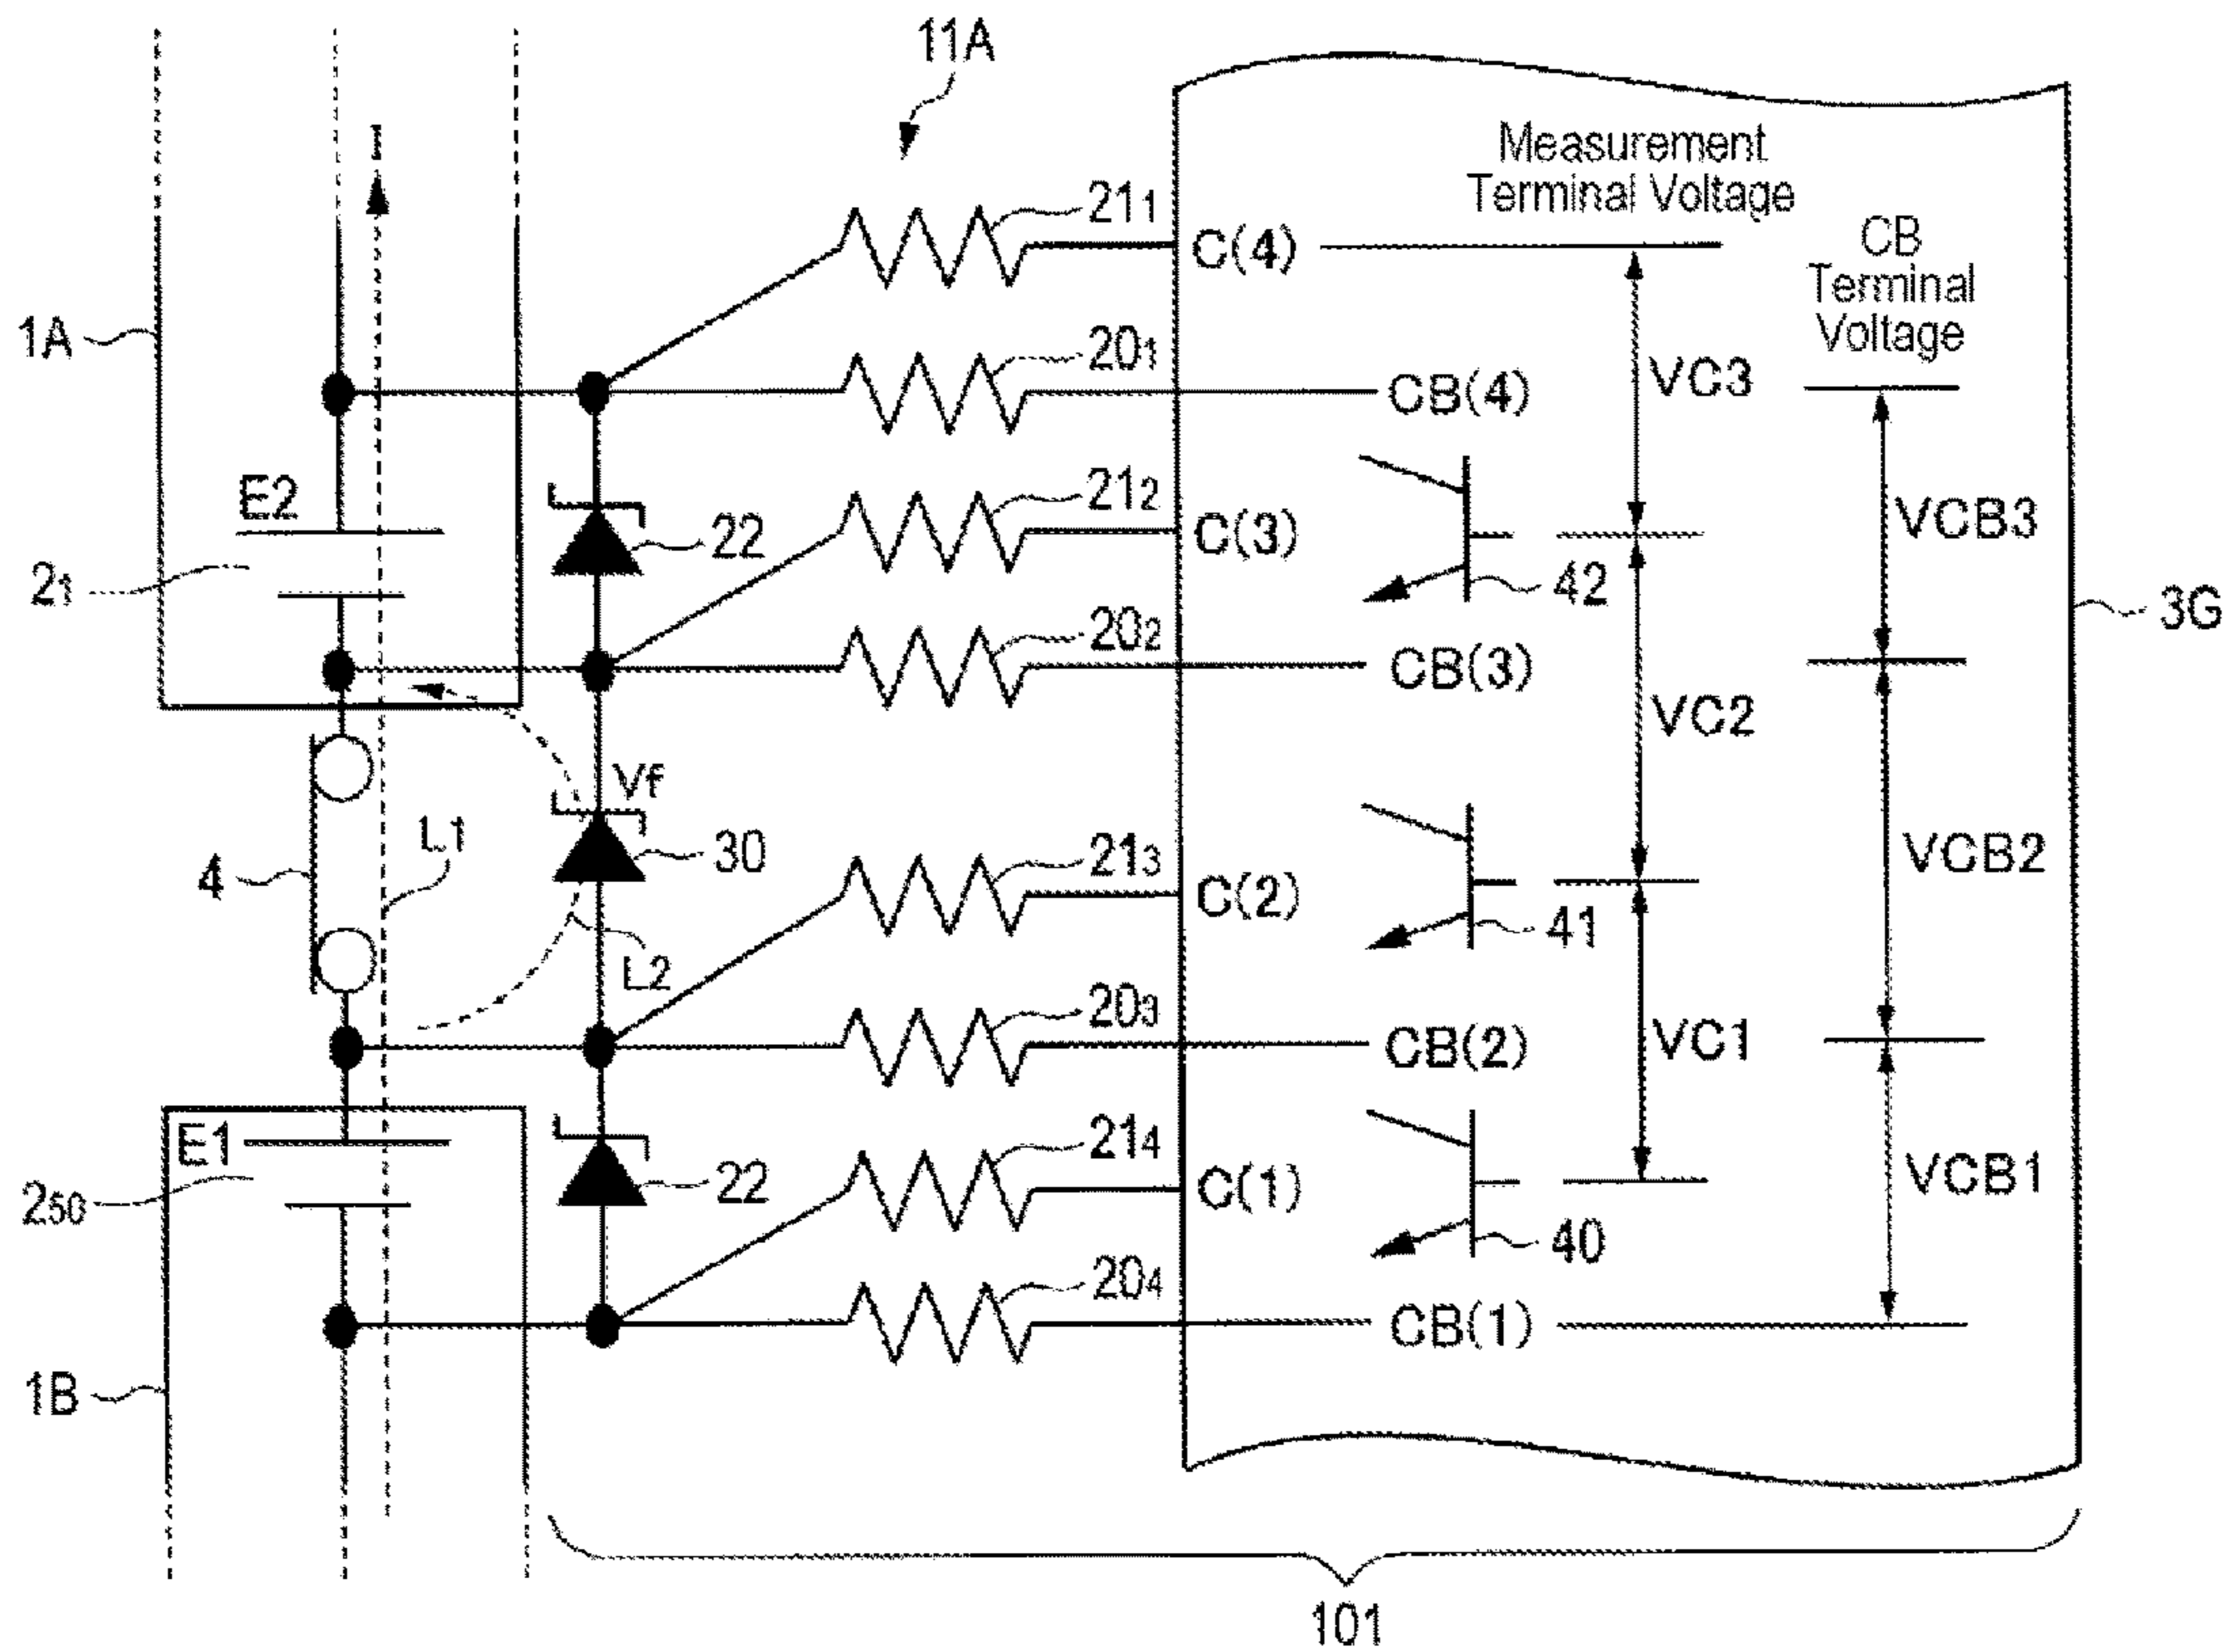 11A
I
Measurement
Terminal Voltage
21₁
C(4)
CB
Terminal
Voltage
1A
20₁
CB(4)
VC3
E2
21₂
22
C(3)
42
VCB3
2₁
3G
20₂
CB(3)
VC2
Vf
L1
4
30
21₃
C(2)
41
VCB2
L2
20₃
CB(2)
VC1
E1
21₄
2₅₀
22
C(1)
40
VCB1
20₄
CB(1)
1B
101